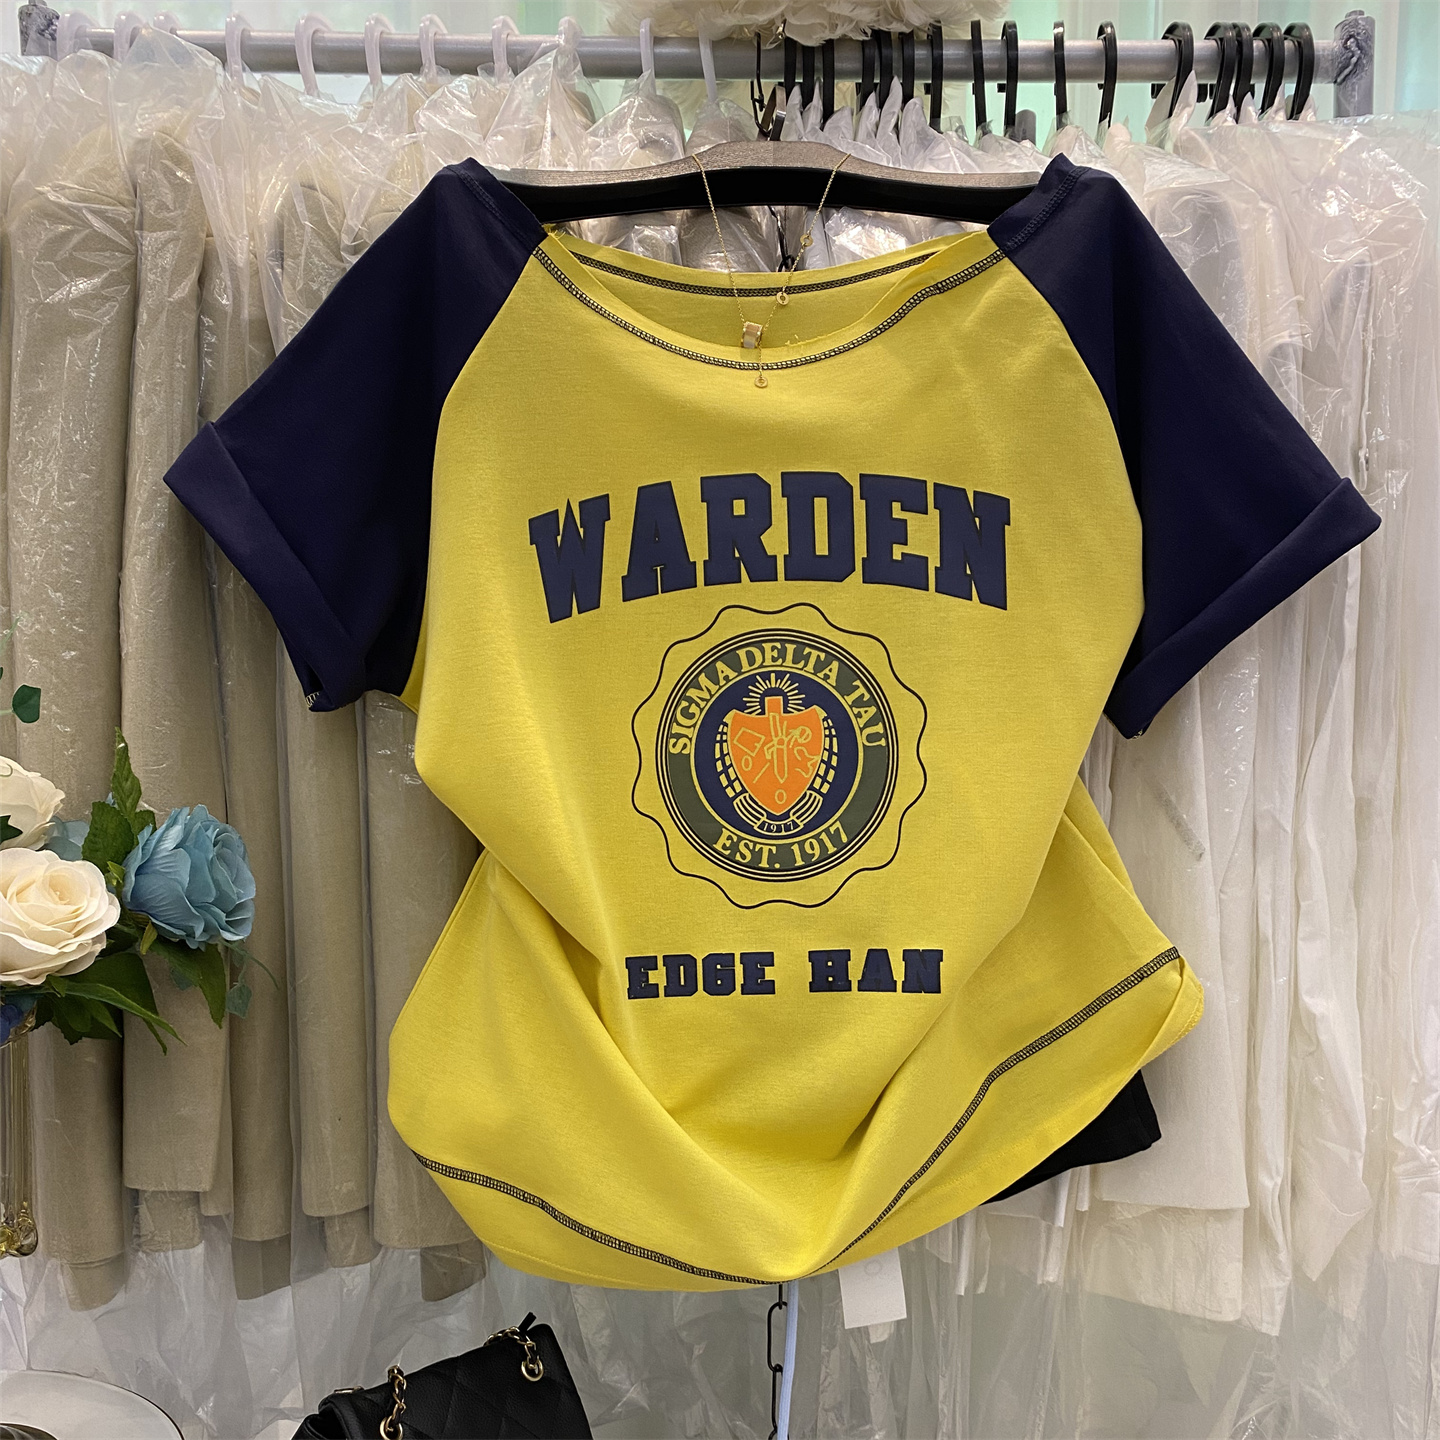 WARDEN
SIGMA DELTA TAU
1917
EST. 1917
EDGE HAN